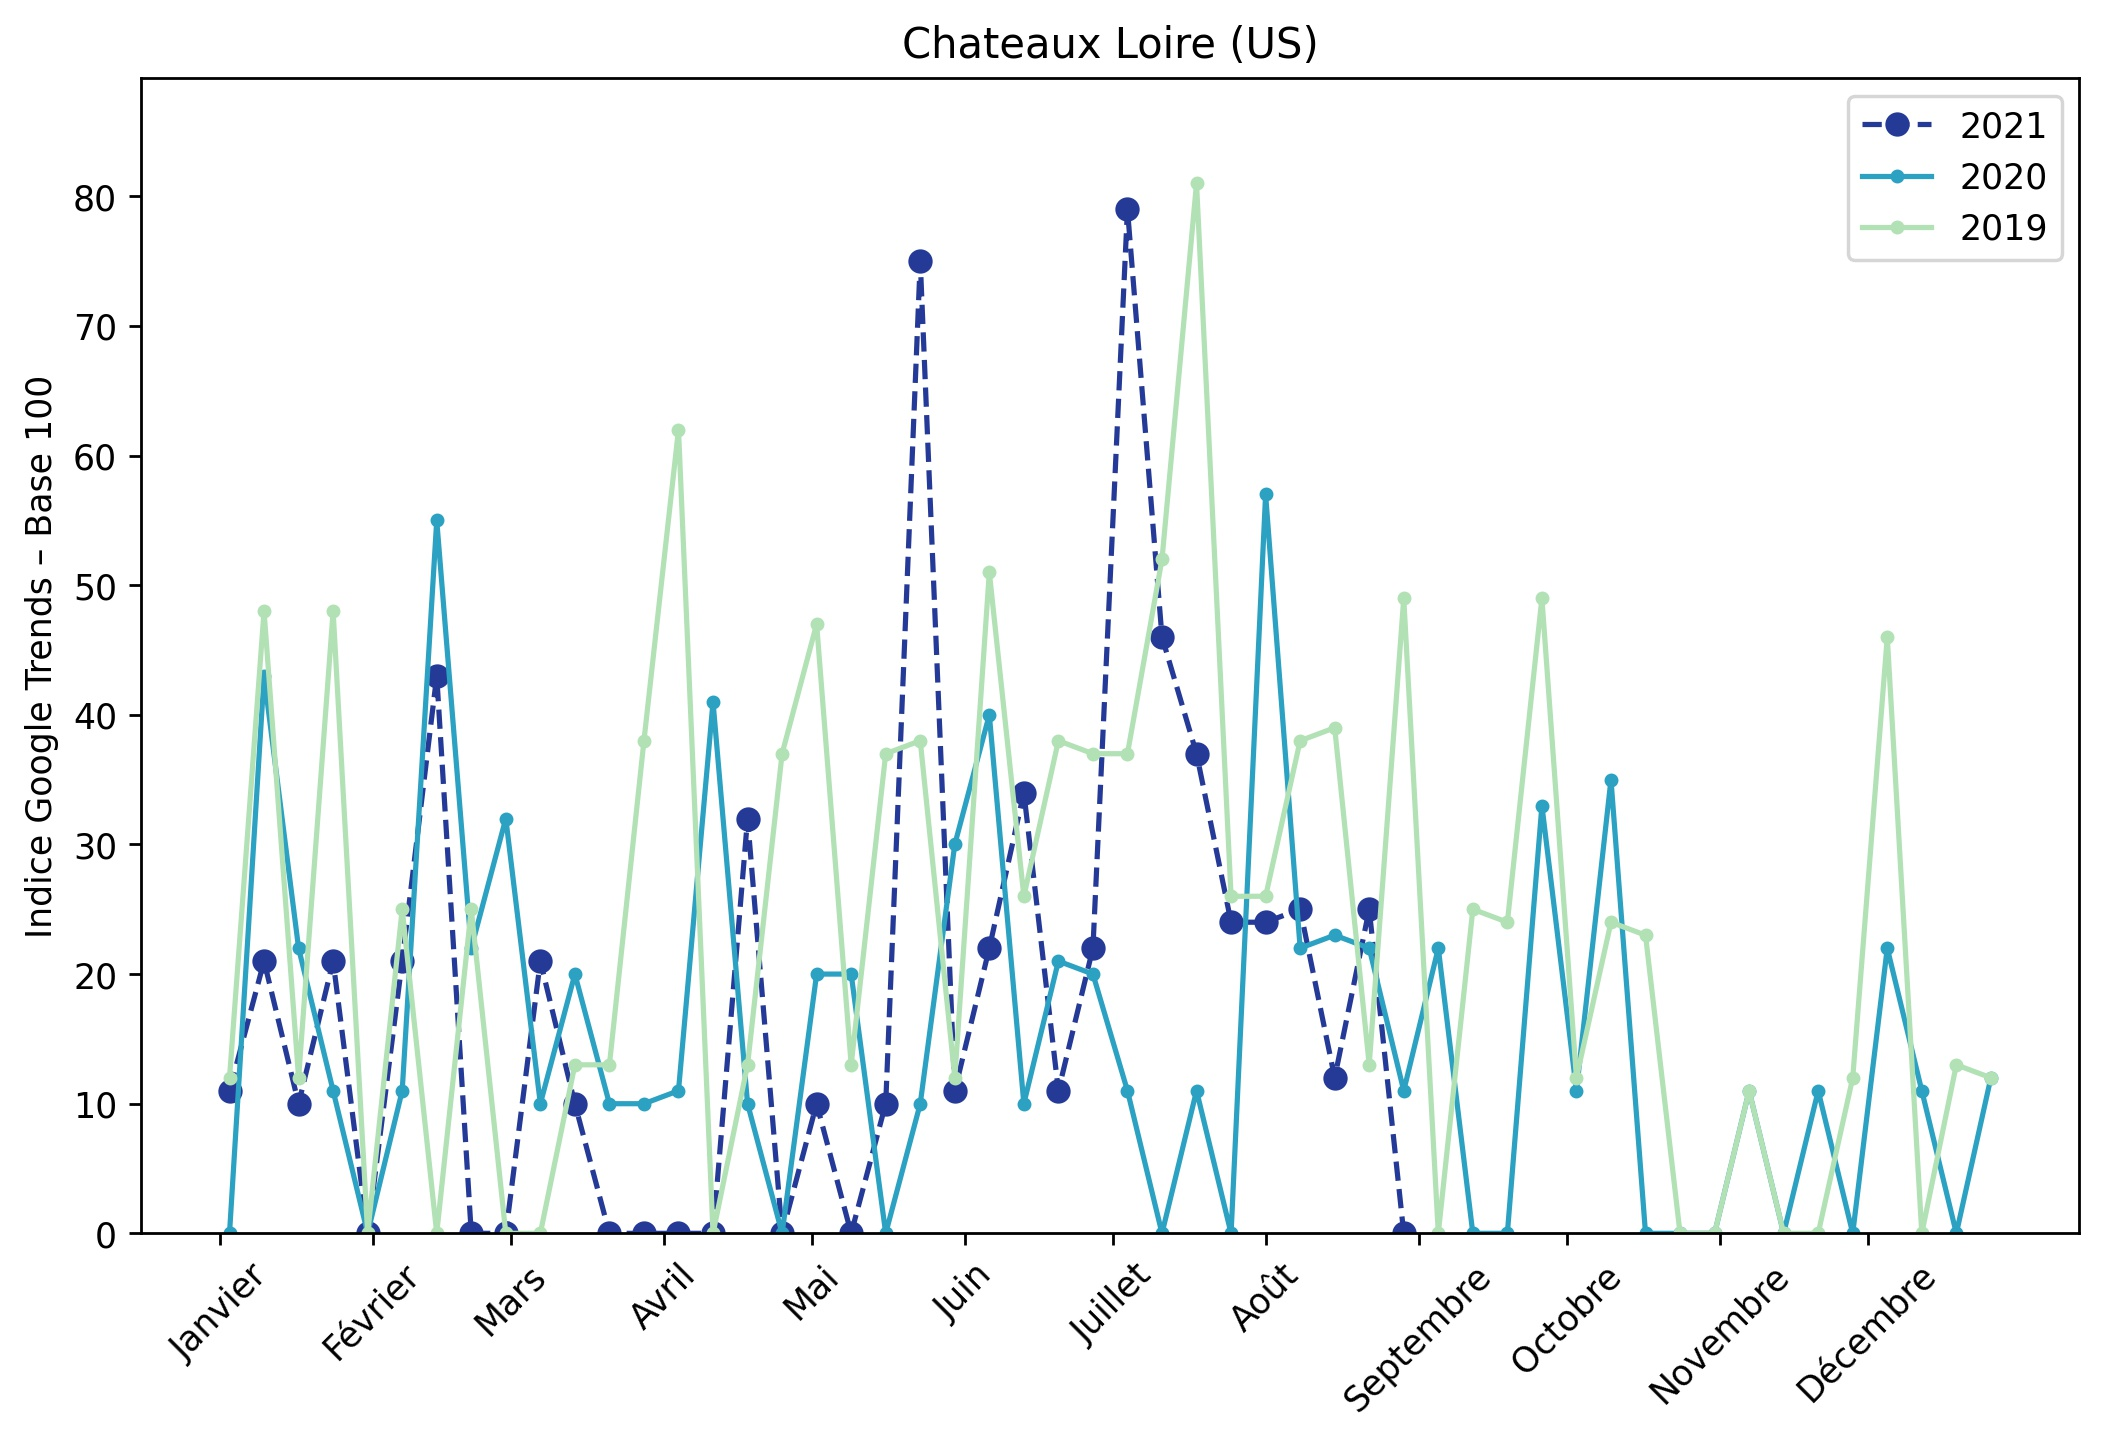 Chateaux Loire (US)
2021
2020
2019
Indice Google Trends – Base 100
80
70
60
50
40
30
20
10
0
Janvier
Février
Mars
Avril
Mai
Juin
Juillet
Août
Septembre
Octobre
Novembre
Décembre